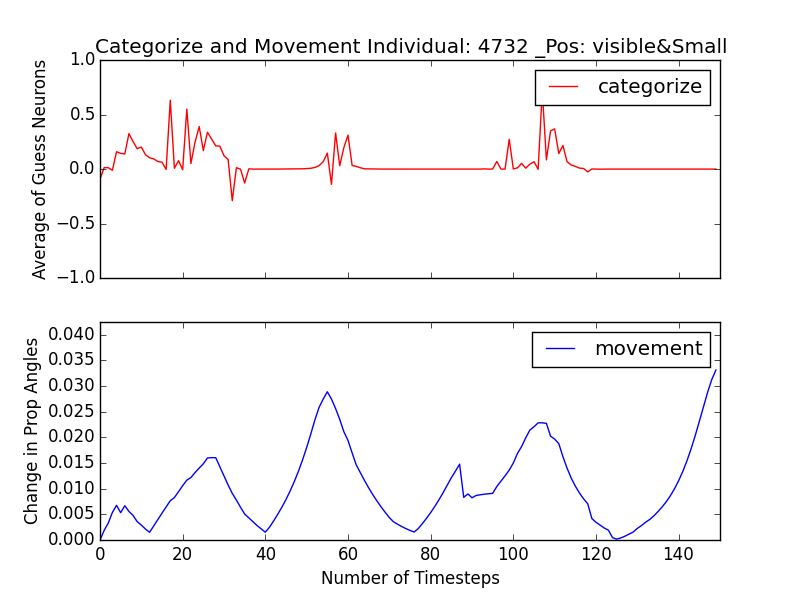 Categorize and Movement Individual: 4732 _Pos: visible&Small
1.0
0.5
0.0
−0.5
−1.0
Average of Guess Neurons
categorize
0.040
0.035
0.030
0.025
0.020
0.015
0.010
0.005
0.000
Change in Prop Angles
movement
0 20 40 60 80 100 120 140
Number of Timesteps